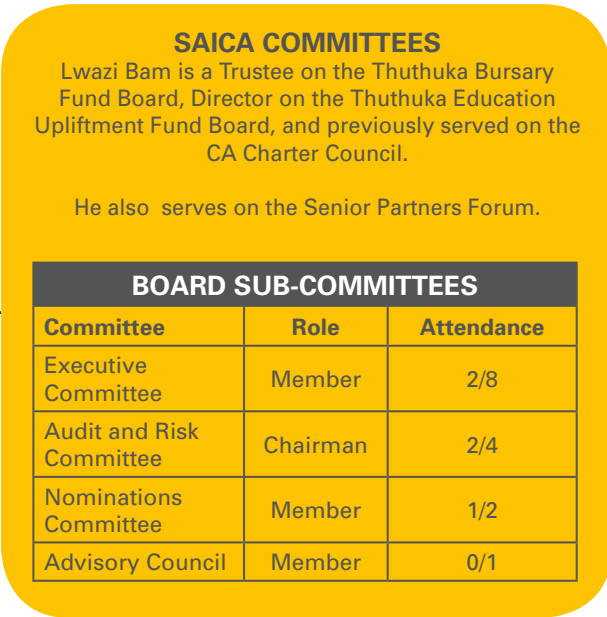 SAICA COMMITTEES
Lwazi Bam is a Trustee on the Thuthuka Bursary
Fund Board, Director on the Thuthuka Education
Upliftment Fund Board, and previously served on the
CA Charter Council.
He also  serves on the Senior Partners Forum.
BOARD SUB-COMMITTEES
Committee Role Attendance
Executive
Committee Member 2/8
Audit and Risk
Committee Chairman 2/4
Nominations
Committee Member 1/2
Advisory Council Member 0/1